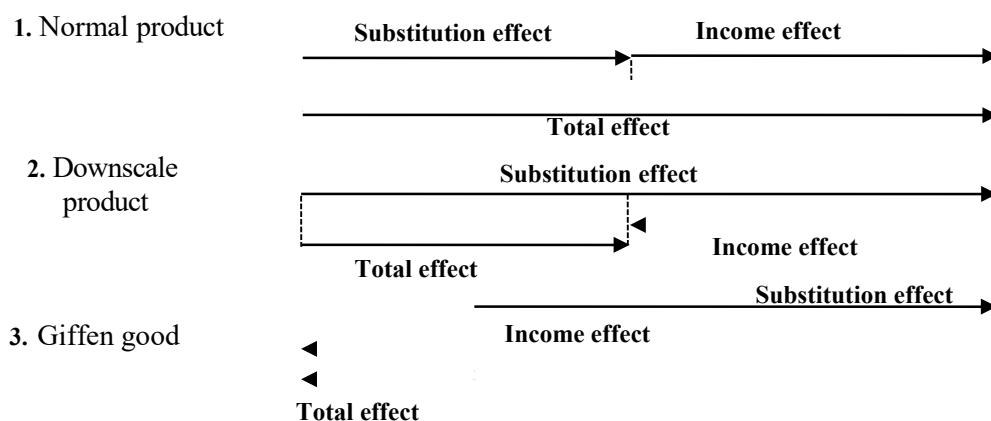 1. Normal product
Substitution effect
Income effect
Total effect
2. Downscale
product
Substitution effect
Income effect
Total effect
Substitution effect
3. Giffen good
Income effect
Total effect